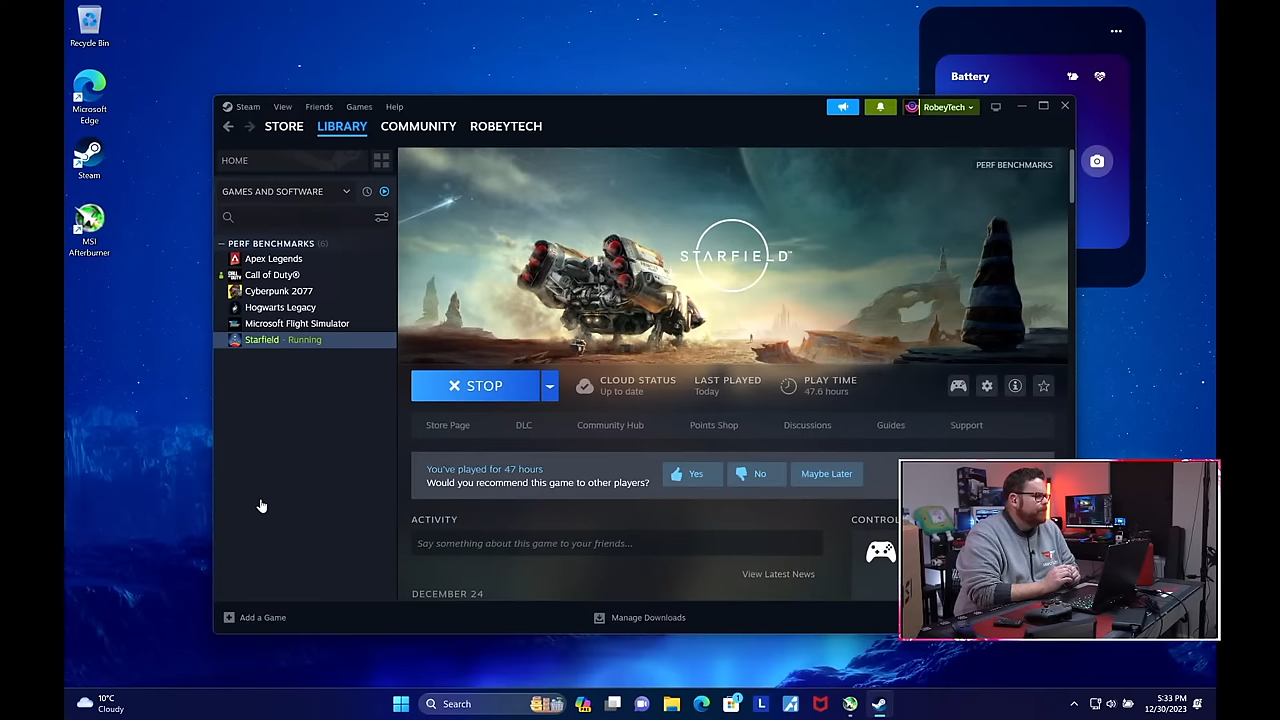 Recycle Bin
Microsoft Edge
Steam
MSI Afterburner
Battery
Steam View Friends Games Help
RobeyTech
STORE LIBRARY COMMUNITY ROBEYTECH
HOME
GAMES AND SOFTWARE
PERF BENCHMARKS (6)
Apex Legends
Call of Duty®
Cyberpunk 2077
Hogwarts Legacy
Microsoft Flight Simulator
Starfield - Running
PERF BENCHMARKS
STARFIELD™
STOP
CLOUD STATUS
Up to date
LAST PLAYED
Today
PLAY TIME
47.6 hours
Store Page DLC Community Hub Points Shop Discussions Guides Support
You've played for 47 hours
Would you recommend this game to other players?
Yes No Maybe Later
ACTIVITY
Say something about this game to your friends...
View Latest News
DECEMBER 24
CONTROL
Add a Game
Manage Downloads
10°C
Cloudy
Search
5:33 PM
12/30/2023